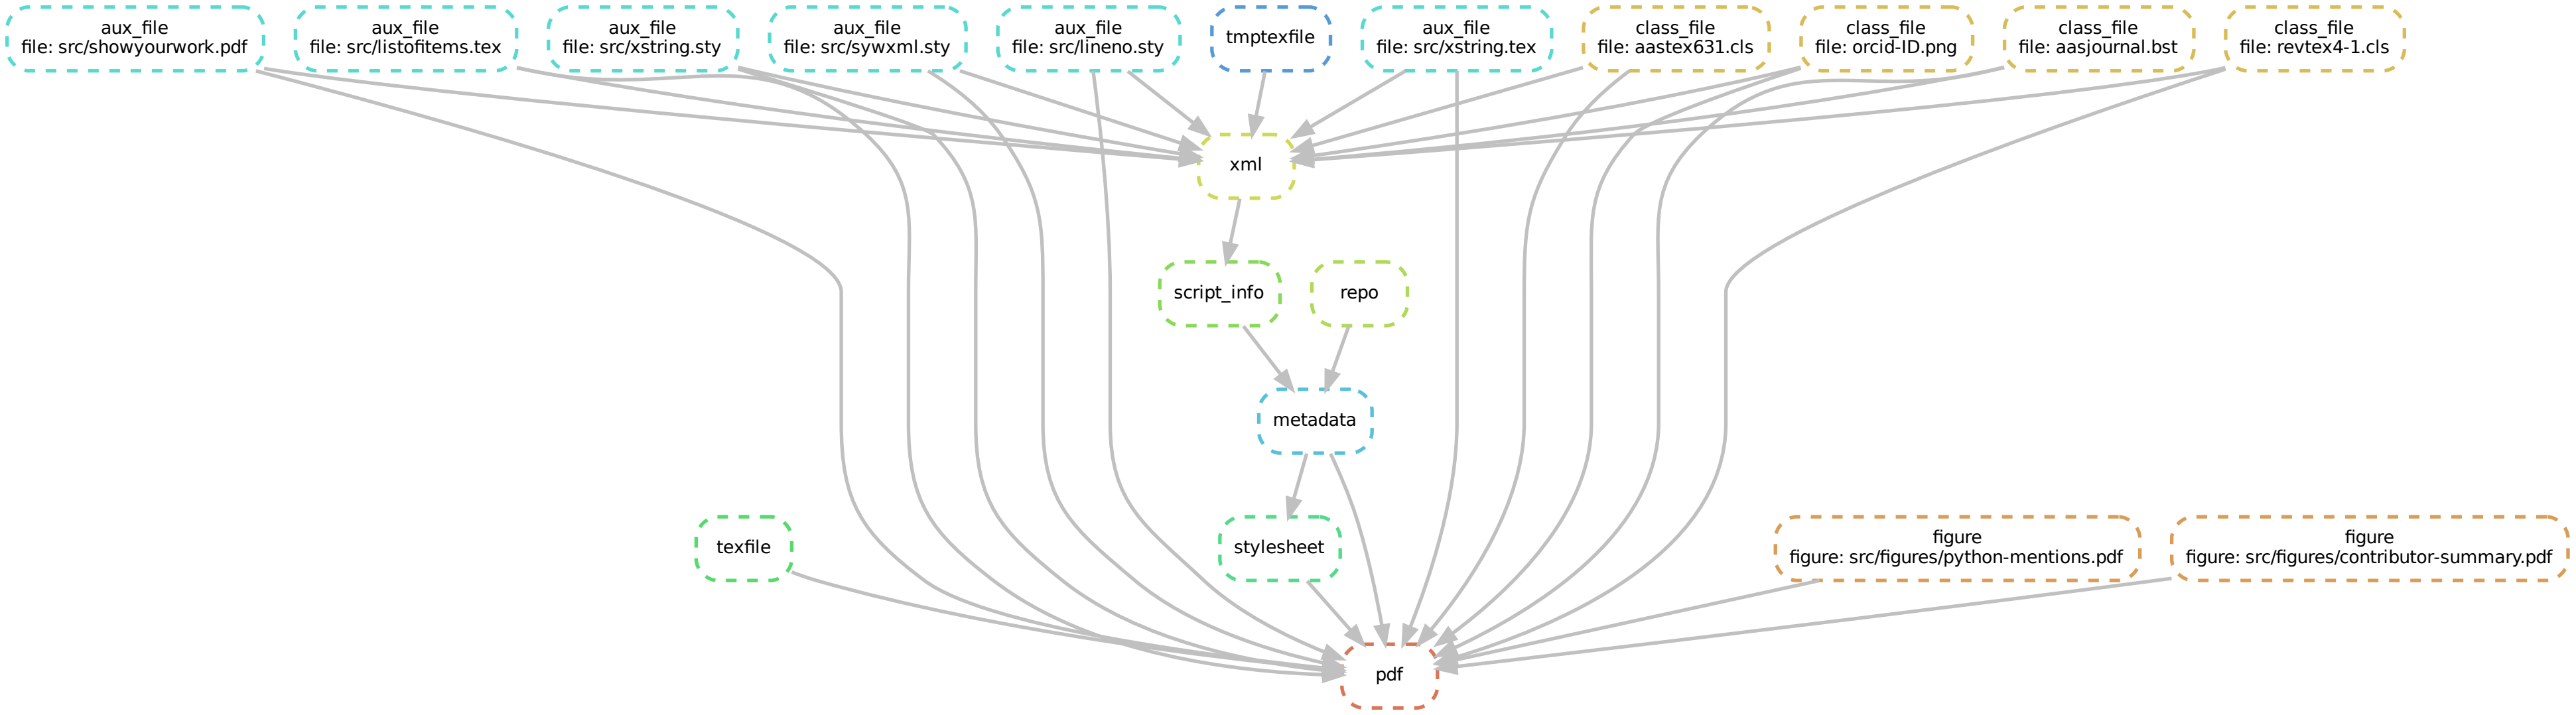 aux_file
file: src/showyourwork.pdf
aux_file
file: src/listofitems.tex
aux_file
file: src/xstring.sty
aux_file
file: src/sywxml.sty
aux_file
file: src/lineno.sty
tmptexfile
aux_file
file: src/xstring.tex
class_file
file: aastex631.cls
class_file
file: orcid-ID.png
class_file
file: aasjournal.bst
class_file
file: revtex4-1.cls
xml
script_info
repo
metadata
texfile
stylesheet
figure
figure: src/figures/python-mentions.pdf
figure
figure: src/figures/contributor-summary.pdf
pdf